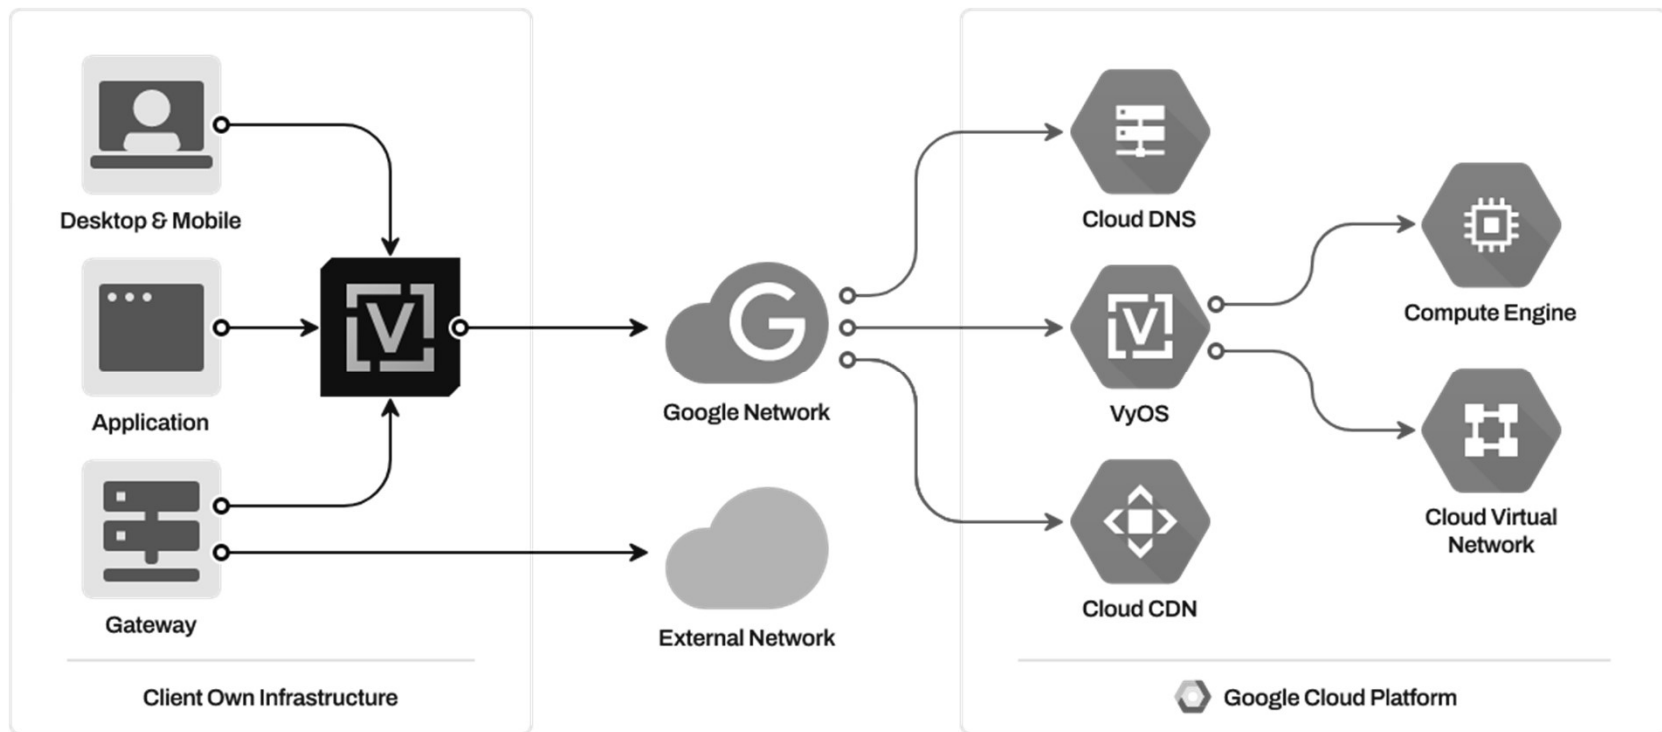 Desktop & Mobile
Application
Gateway
Client Own Infrastructure
V
G
Google Network
External Network
Cloud DNS
V
VyOS
Cloud CDN
Compute Engine
Cloud Virtual
Network
Google Cloud Platform